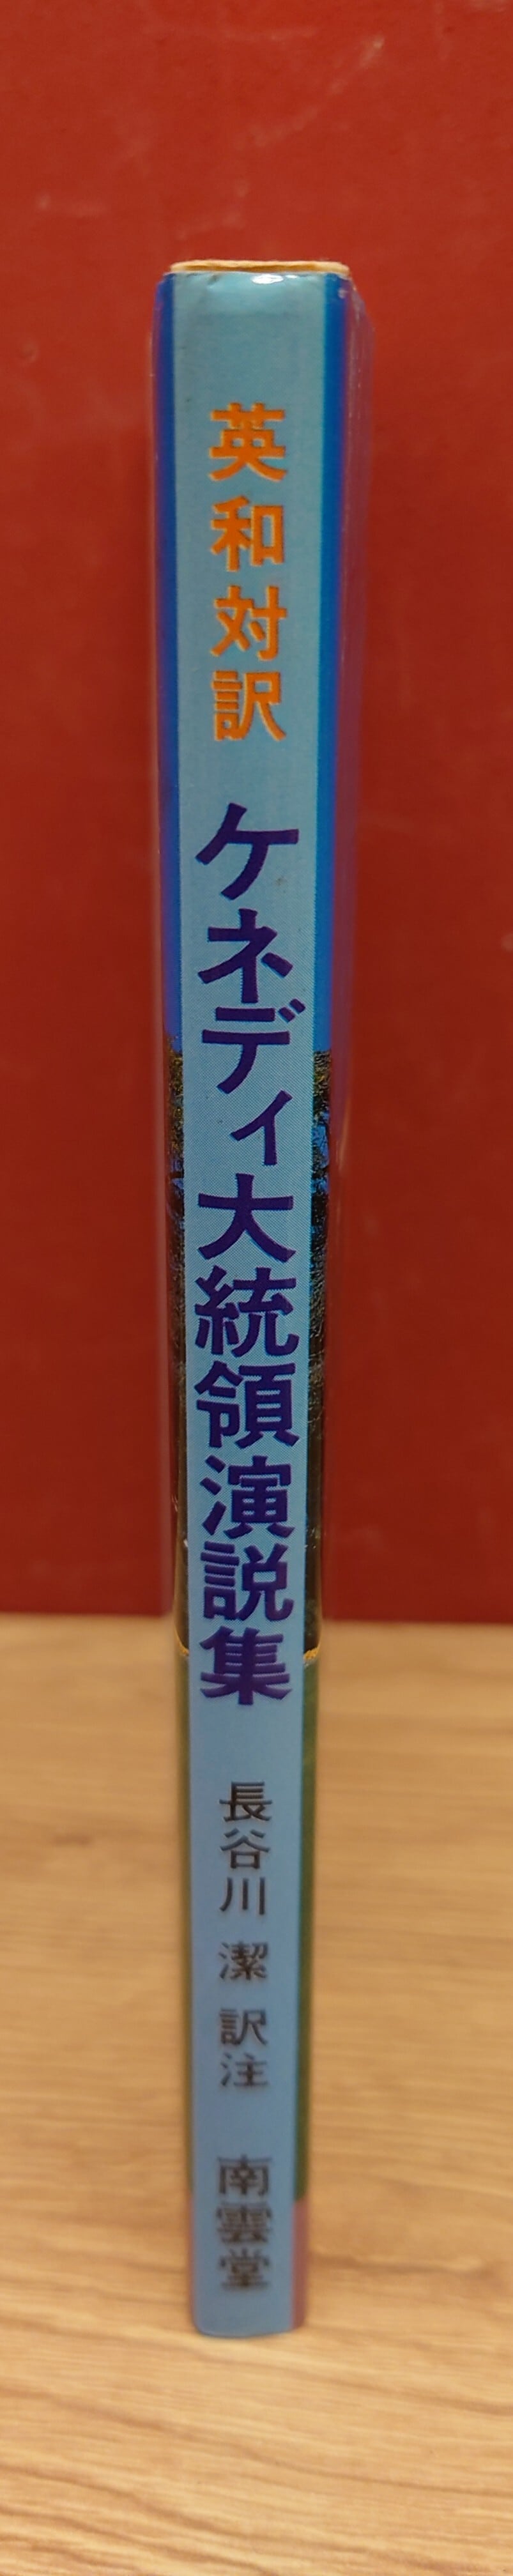 英和対訳
ケネディ大統領演説集
長谷川 潔 訳注
南雲堂